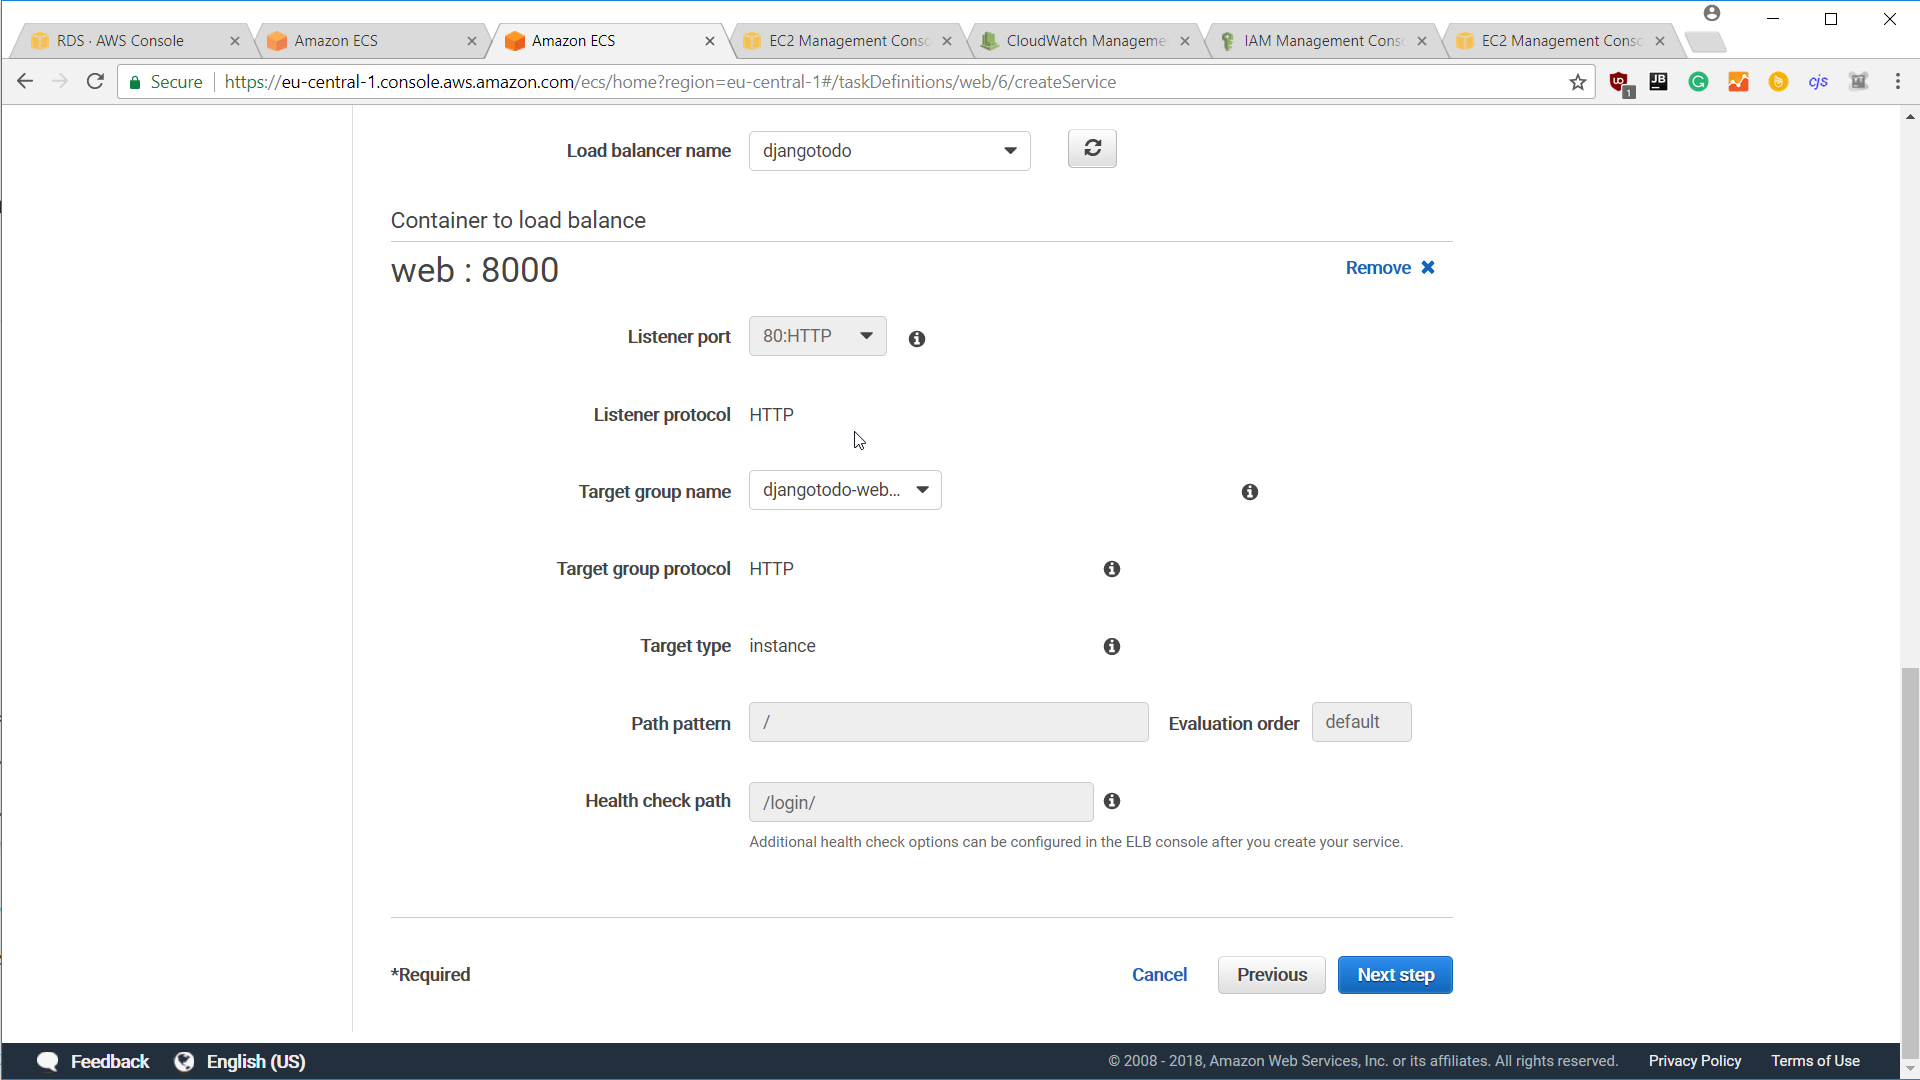 RDS · AWS Console
Amazon ECS
Amazon ECS
EC2 Management Conso
CloudWatch Manageme
IAM Management Conso
EC2 Management Conso
Secure
https://eu-central-1.console.aws.amazon.com/ecs/home?region=eu-central-1#/taskDefinitions/web/6/createService
1
JB
cjs
Load balancer name djangotodo
Container to load balance
web : 8000
Remove
Listener port 80:HTTP
Listener protocol HTTP
Target group name djangotodo-web...
Target group protocol HTTP
Target type instance
Path pattern / Evaluation order default
Health check path /login/
Additional health check options can be configured in the ELB console after you create your service.
*Required Cancel Previous Next step
Feedback English (US) © 2008 - 2018, Amazon Web Services, Inc. or its affiliates. All rights reserved. Privacy Policy Terms of Use